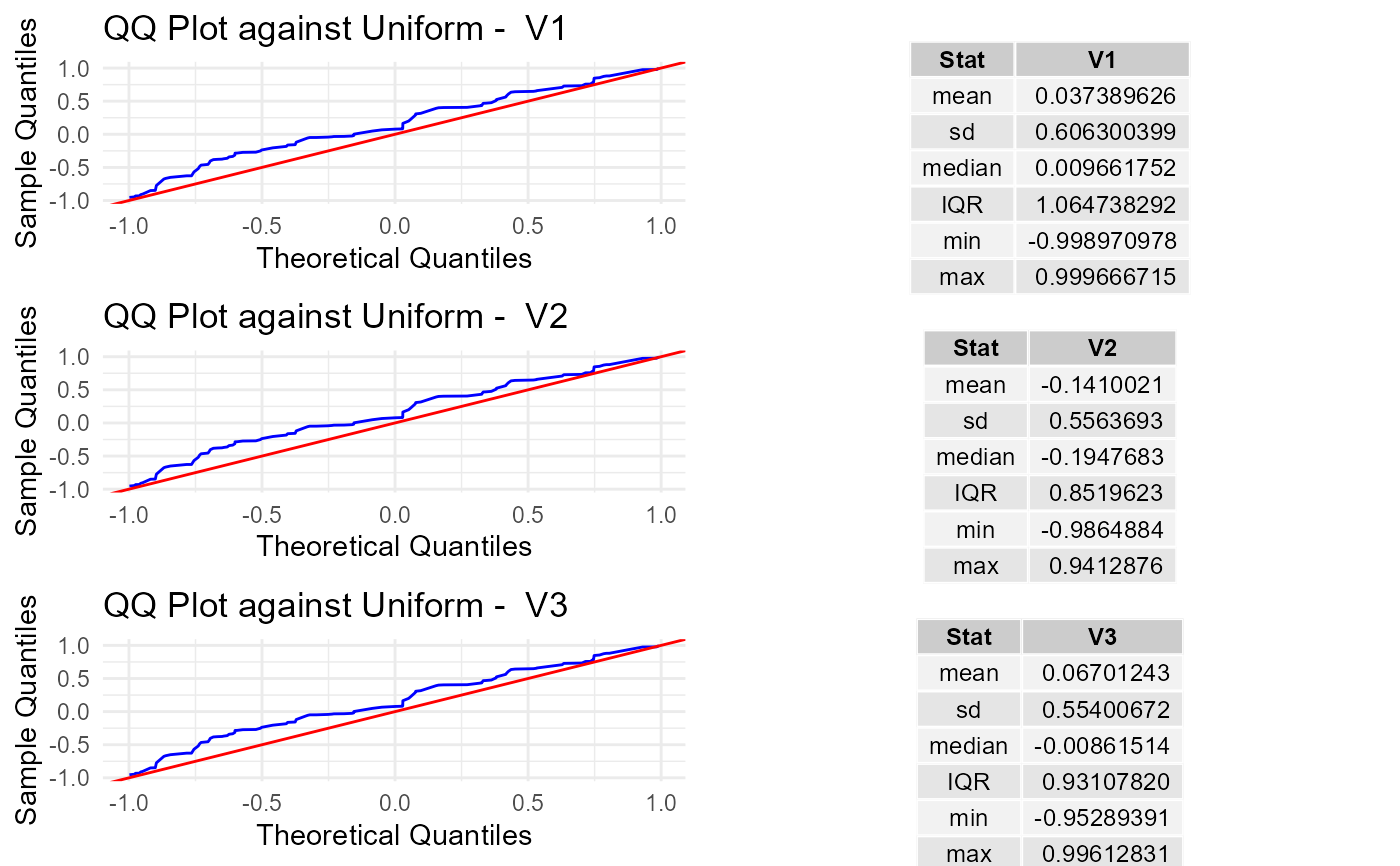 QQ Plot against Uniform -  V1
Sample Quantiles
1.0
0.5
0.0
-0.5
-1.0
-1.0 -0.5 0.0 0.5 1.0
Theoretical Quantiles
Stat V1
mean 0.037389626
sd 0.606300399
median 0.009661752
IQR 1.064738292
min -0.998970978
max 0.999666715
QQ Plot against Uniform -  V2
Sample Quantiles
1.0
0.5
0.0
-0.5
-1.0
-1.0 -0.5 0.0 0.5 1.0
Theoretical Quantiles
Stat V2
mean -0.1410021
sd 0.5563693
median -0.1947683
IQR 0.8519623
min -0.9864884
max 0.9412876
QQ Plot against Uniform -  V3
Sample Quantiles
1.0
0.5
0.0
-0.5
-1.0
-1.0 -0.5 0.0 0.5 1.0
Theoretical Quantiles
Stat V3
mean 0.06701243
sd 0.55400672
median -0.00861514
IQR 0.93107820
min -0.95289391
max 0.99612831